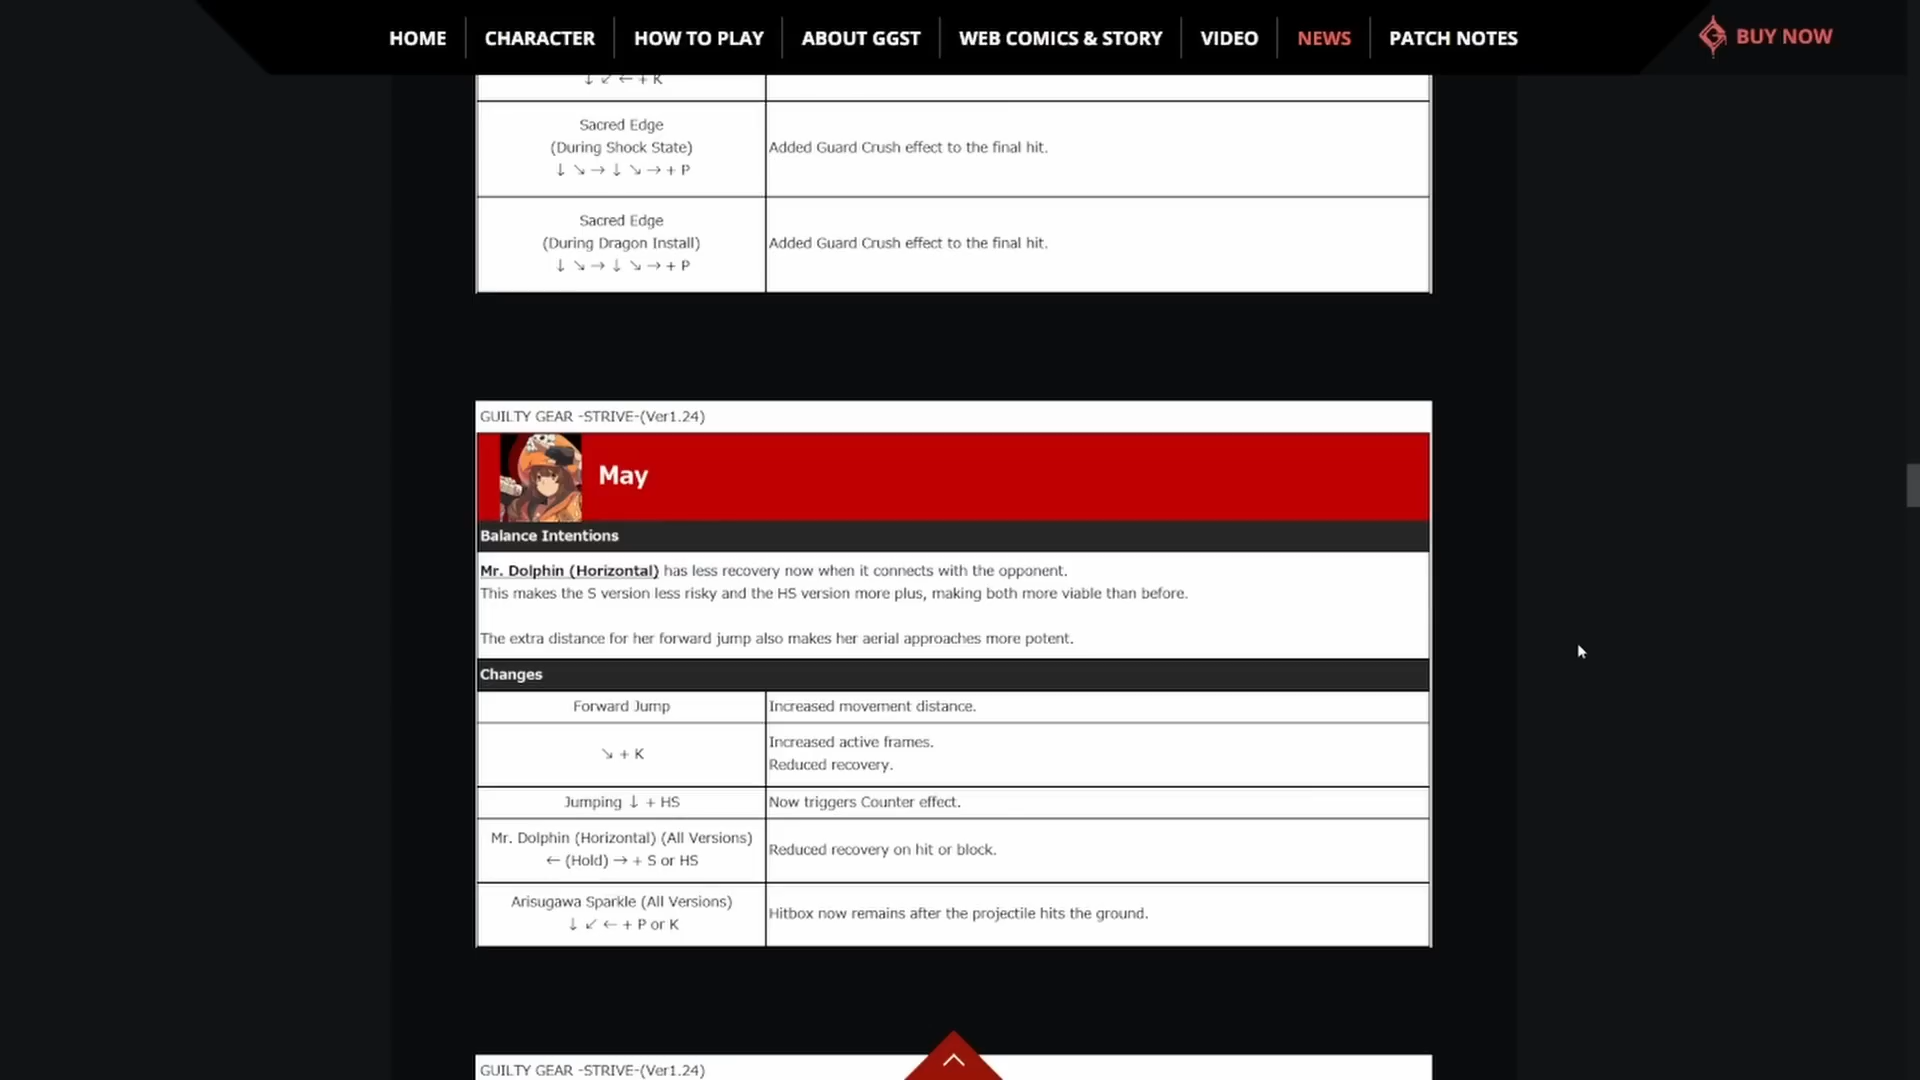 HOME
CHARACTER
HOW TO PLAY
ABOUT GGST
WEB COMICS & STORY
VIDEO
NEWS
PATCH NOTES
BUY NOW
↓ ↙ ← + K
Sacred Edge
(During Shock State)
↓ ↘ → ↓ ↘ → + P
Added Guard Crush effect to the final hit.
Sacred Edge
(During Dragon Install)
↓ ↘ → ↓ ↘ → + P
Added Guard Crush effect to the final hit.
GUILTY GEAR -STRIVE-(Ver1.24)
May
Balance Intentions
Mr. Dolphin (Horizontal) has less recovery now when it connects with the opponent.
This makes the S version less risky and the HS version more plus, making both more viable than before.
The extra distance for her forward jump also makes her aerial approaches more potent.
Changes
Forward Jump
Increased movement distance.
↘ + K
Increased active frames.
Reduced recovery.
Jumping ↓ + HS
Now triggers Counter effect.
Mr. Dolphin (Horizontal) (All Versions)
← (Hold) → + S or HS
Reduced recovery on hit or block.
Arisugawa Sparkle (All Versions)
↓ ↙ ← + P or K
Hitbox now remains after the projectile hits the ground.
GUILTY GEAR -STRIVE-(Ver1.24)